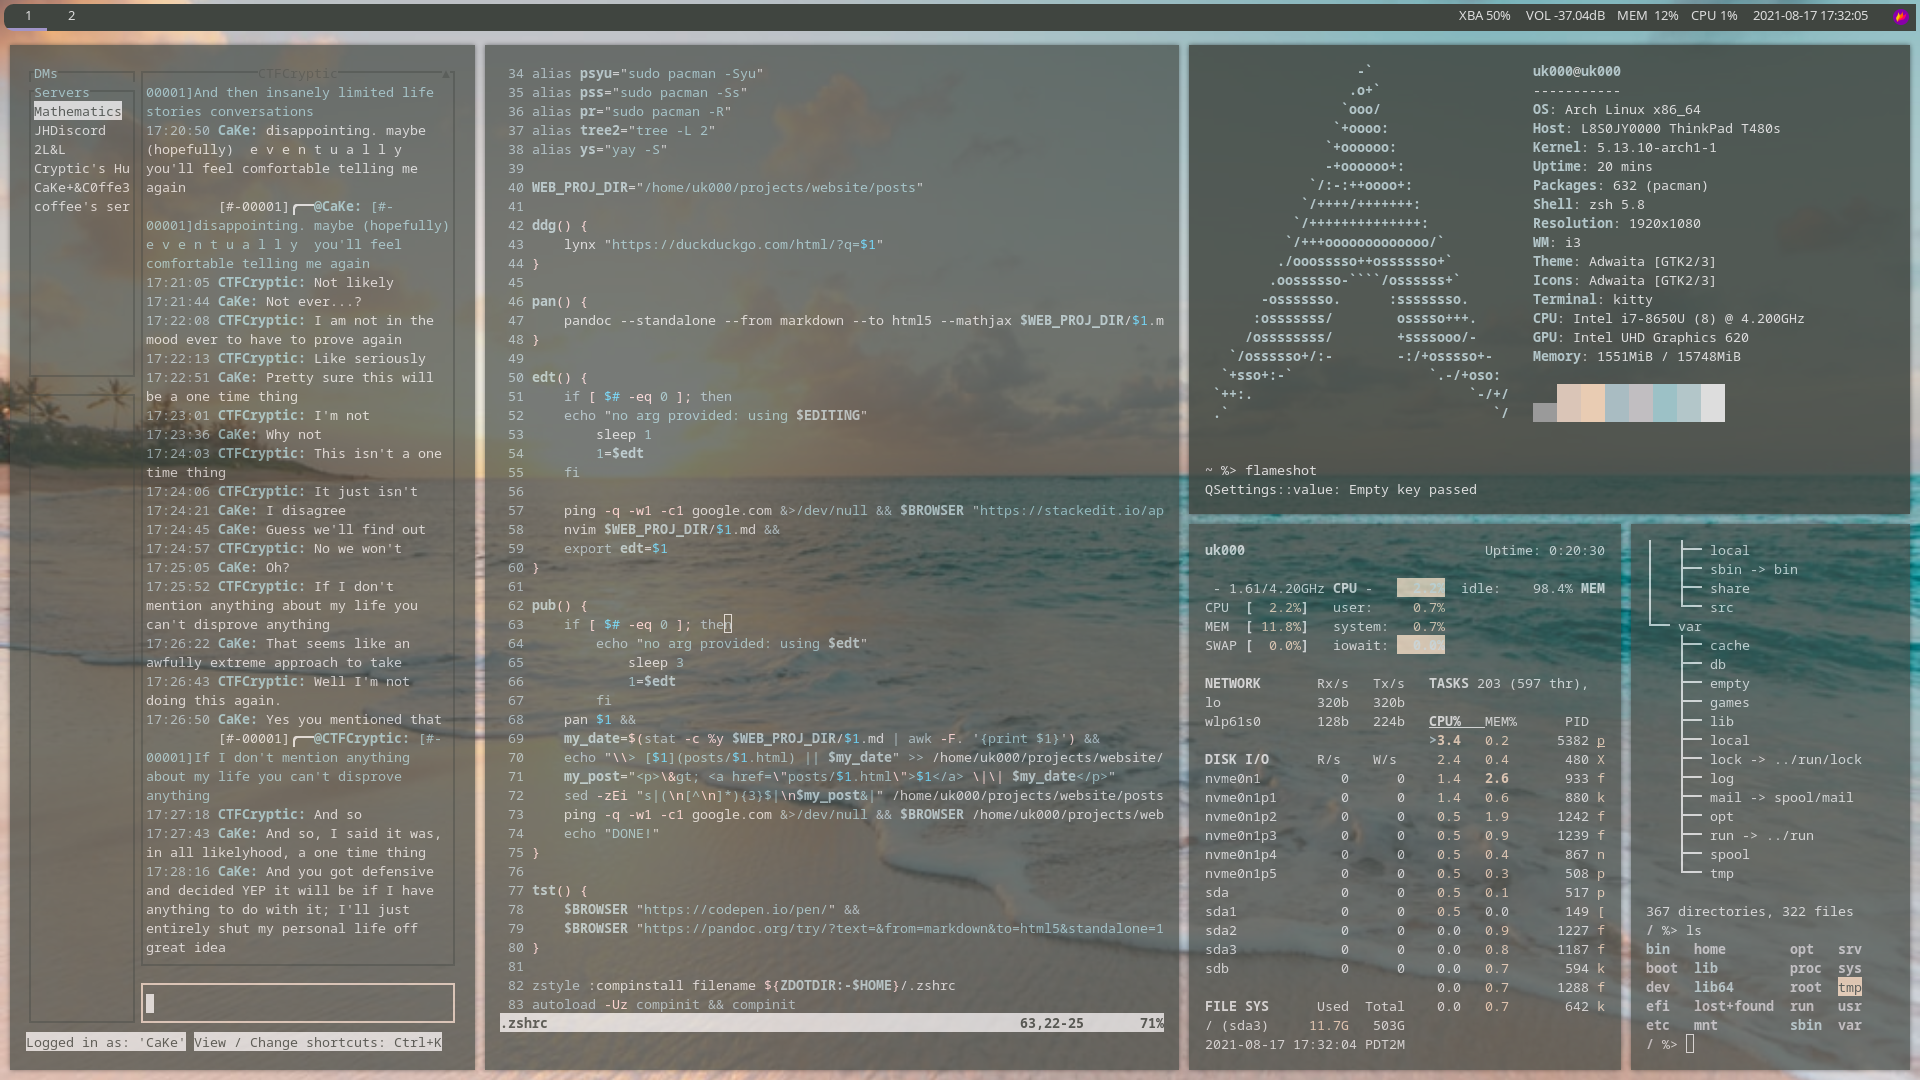 1 2 XBA 50% VOL -37.04dB MEM 12% CPU 1% 2021-08-17 17:32:05
DMs
Servers
Mathematics
JHDiscord
2L&L
Cryptic's Hu
CaKe+&C0ffe3
coffee's ser
CTFCryptic
00001]And then insanely limited life
stories conversations
17:20:50 CaKe: disappointing. maybe
(hopefully) e v e n t u a l l y
you'll feel comfortable telling me
again
[#-00001]╭──@CaKe: [#-
00001]disappointing. maybe (hopefully)
e v e n t u a l l y you'll feel
comfortable telling me again
17:21:05 CTFCryptic: Not likely
17:21:44 CaKe: Not ever...?
17:22:08 CTFCryptic: I am not in the
mood ever to have to prove again
17:22:13 CTFCryptic: Like seriously
17:22:51 CaKe: Pretty sure this will
be a one time thing
17:23:01 CTFCryptic: I'm not
17:23:36 CaKe: Why not
17:24:03 CTFCryptic: This isn't a one
time thing
17:24:06 CTFCryptic: It just isn't
17:24:21 CaKe: I disagree
17:24:45 CaKe: Guess we'll find out
17:24:57 CTFCryptic: No we won't
17:25:05 CaKe: Oh?
17:25:52 CTFCryptic: If I don't
mention anything about my life you
can't disprove anything
17:26:22 CaKe: That seems like an
awfully extreme approach to take
17:26:43 CTFCryptic: Well I'm not
doing this again.
17:26:50 CaKe: Yes you mentioned that
[#-00001]╭──@CTFCryptic: [#-
00001]If I don't mention anything
about my life you can't disprove
anything
17:27:18 CTFCryptic: And so
17:27:43 CaKe: And so, I said it was,
in all likelyhood, a one time thing
17:28:16 CaKe: And you got defensive
and decided YEP it will be if I have
anything to do with it; I'll just
entirely shut my personal life off
great idea
Logged in as: 'CaKe' View / Change shortcuts: Ctrl+K
34 alias psyu="sudo pacman -Syu"
35 alias pss="sudo pacman -Ss"
36 alias pr="sudo pacman -R"
37 alias tree2="tree -L 2"
38 alias ys="yay -S"
39
40 WEB_PROJ_DIR="/home/uk000/projects/website/posts"
41
42 ddg() {
43     lynx "https://duckduckgo.com/html/?q=$1"
44 }
45
46 pan() {
47     pandoc --standalone --from markdown --to html5 --mathjax $WEB_PROJ_DIR/$1.m
48 }
49
50 edt() {
51     if [ $# -eq 0 ]; then
52     echo "no arg provided: using $EDITING"
53         sleep 1
54         1=$edt
55     fi
56
57     ping -q -w1 -c1 google.com &>/dev/null && $BROWSER "https://stackedit.io/ap
58     nvim $WEB_PROJ_DIR/$1.md &&
59     export edt=$1
60 }
61
62 pub() {
63     if [ $# -eq 0 ]; then
64         echo "no arg provided: using $edt"
65             sleep 3
66             1=$edt
67         fi
68     pan $1 &&
69     my_date=$(stat -c %y $WEB_PROJ_DIR/$1.md | awk -F. '{print $1}') &&
70     echo "\\> [$1](posts/$1.html) || $my_date" >> /home/uk000/projects/website/
71     my_post="<p>\&gt; <a href=\"posts/$1.html\">$1</a> \|\| $my_date</p>"
72     sed -zEi "s|(\n[^\n]*){3}$|\n$my_post&|" /home/uk000/projects/website/posts
73     ping -q -w1 -c1 google.com &>/dev/null && $BROWSER /home/uk000/projects/web
74     echo "DONE!"
75 }
76
77 tst() {
78     $BROWSER "https://codepen.io/pen/" &&
79     $BROWSER "https://pandoc.org/try/?text=&from=markdown&to=html5&standalone=1
80 }
81
82 zstyle :compinstall filename ${ZDOTDIR:-$HOME}/.zshrc
83 autoload -Uz compinit && compinit
.zshrc 63,22-25 71%
uk000@uk000
-----------
OS: Arch Linux x86_64
Host: L8S0JY0000 ThinkPad T480s
Kernel: 5.13.10-arch1-1
Uptime: 20 mins
Packages: 632 (pacman)
Shell: zsh 5.8
Resolution: 1920x1080
WM: i3
Theme: Adwaita [GTK2/3]
Icons: Adwaita [GTK2/3]
Terminal: kitty
CPU: Intel i7-8650U (8) @ 4.200GHz
GPU: Intel UHD Graphics 620
Memory: 1551MiB / 15748MiB
~ %> flameshot
QSettings::value: Empty key passed
uk000 Uptime: 0:20:30
- 1.61/4.20GHz CPU - idle: 98.4% MEM
CPU [ 2.2%] user: 0.7%
MEM [ 11.8%] system: 0.7%
SWAP [ 0.0%] iowait:
NETWORK Rx/s Tx/s TASKS 203 (597 thr),
lo 320b 320b
wlp61s0 128b 224b CPU% MEM% PID
>3.4 0.2 5382 p
DISK I/O R/s W/s 2.4 0.4 480 X
nvme0n1 0 0 1.4 2.6 933 f
nvme0n1p1 0 0 1.4 0.6 880 k
nvme0n1p2 0 0 0.5 1.9 1242 f
nvme0n1p3 0 0 0.5 0.9 1239 f
nvme0n1p4 0 0 0.5 0.4 867 n
nvme0n1p5 0 0 0.5 0.3 508 p
sda 0 0 0.5 0.1 517 p
sda1 0 0 0.5 0.0 149 [
sda2 0 0 0.0 0.9 1227 f
sda3 0 0 0.0 0.8 1187 f
sdb 0 0 0.0 0.7 594 k
0.0 0.7 1288 f
FILE SYS Used Total 0.0 0.7 642 k
/ (sda3) 11.7G 503G
2021-08-17 17:32:04 PDT2M
local
sbin -> bin
share
src
var
cache
db
empty
games
lib
local
lock -> ../run/lock
log
mail -> spool/mail
opt
run -> ../run
spool
tmp
367 directories, 322 files
/ %> ls
bin home opt srv
boot lib proc sys
dev lib64 root tmp
efi lost+found run usr
etc mnt sbin var
/ %>